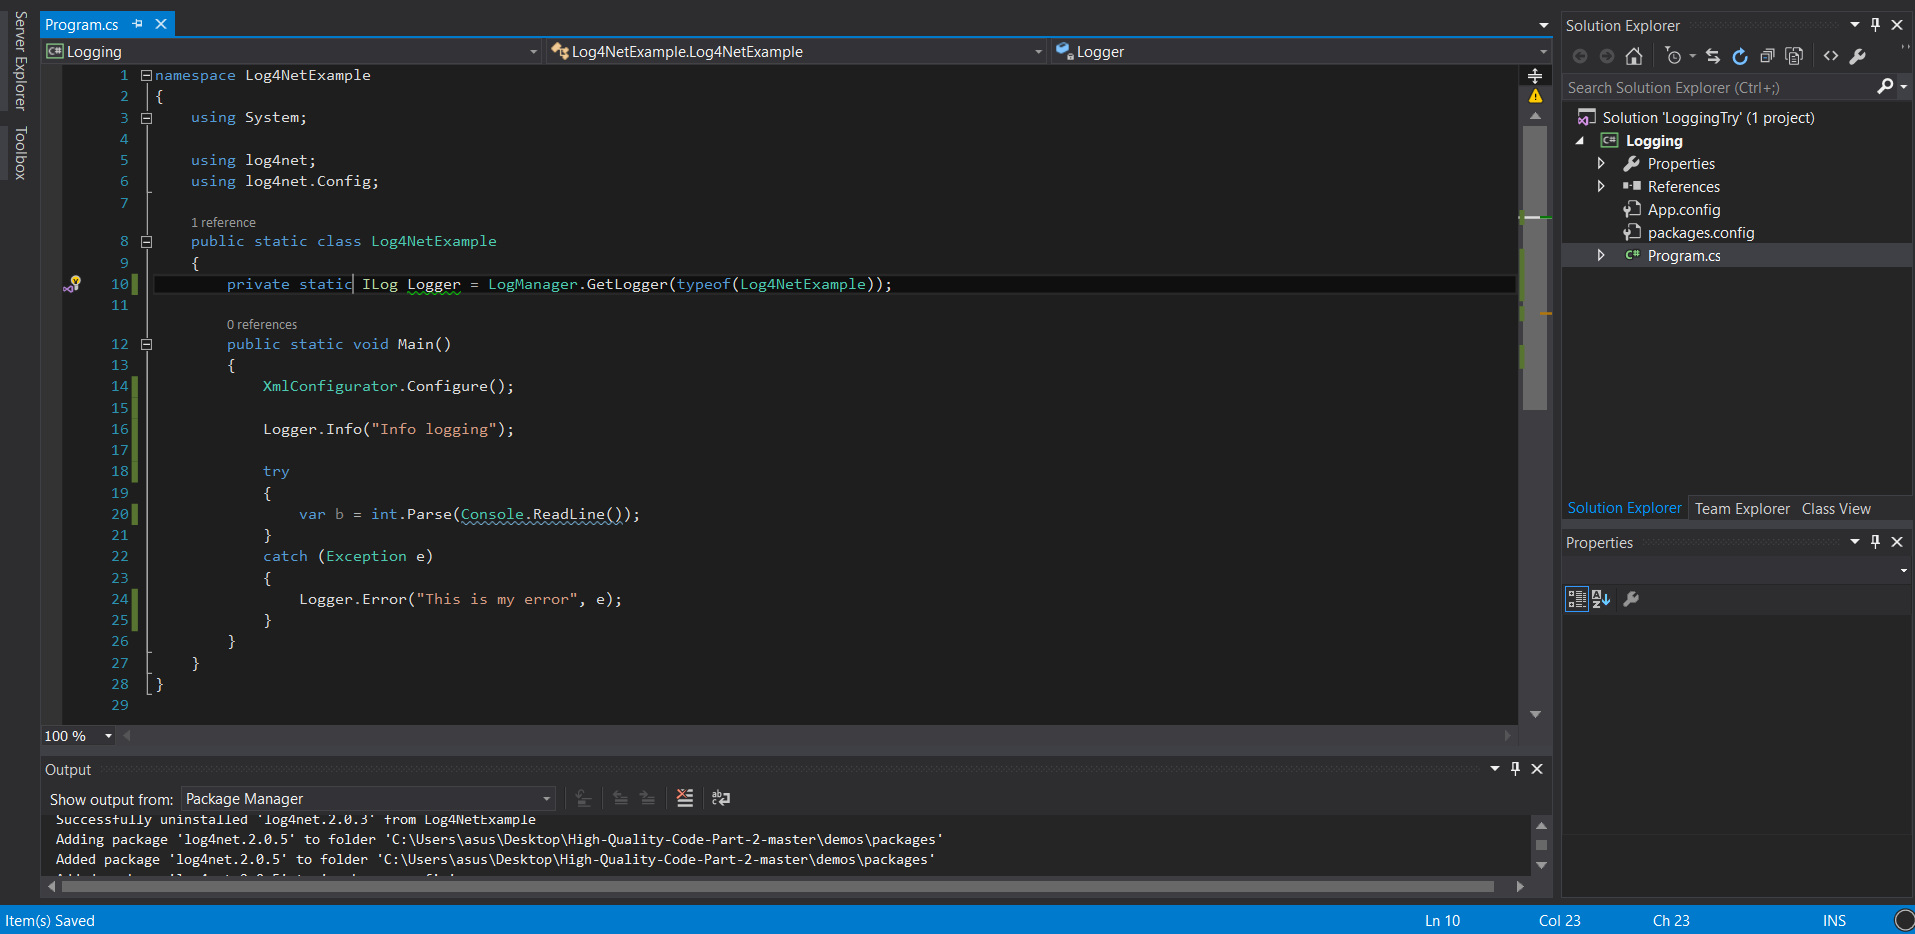 Server Explorer
Toolbox
Program.cs
Logging
Log4NetExample.Log4NetExample
Logger
1 namespace Log4NetExample
2 {
3 using System;
4
5 using log4net;
6 using log4net.Config;
7
1 reference
8 public static class Log4NetExample
9 {
10 private static ILog Logger = LogManager.GetLogger(typeof(Log4NetExample));
11
0 references
12 public static void Main()
13 {
14 XmlConfigurator.Configure();
15
16 Logger.Info("Info logging");
17
18 try
19 {
20 var b = int.Parse(Console.ReadLine());
21 }
22 catch (Exception e)
23 {
24 Logger.Error("This is my error", e);
25 }
26 }
27 }
28 }
29
100 %
Output
Show output from: Package Manager
Successfully uninstalled 'log4net.2.0.3' from Log4NetExample
Adding package 'log4net.2.0.5' to folder 'C:\Users\asus\Desktop\High-Quality-Code-Part-2-master\demos\packages'
Added package 'log4net.2.0.5' to folder 'C:\Users\asus\Desktop\High-Quality-Code-Part-2-master\demos\packages'
Solution Explorer
Search Solution Explorer (Ctrl+;)
Solution 'LoggingTry' (1 project)
C# Logging
Properties
References
App.config
packages.config
C# Program.cs
Solution Explorer Team Explorer Class View
Properties
Item(s) Saved
Ln 10 Col 23 Ch 23 INS